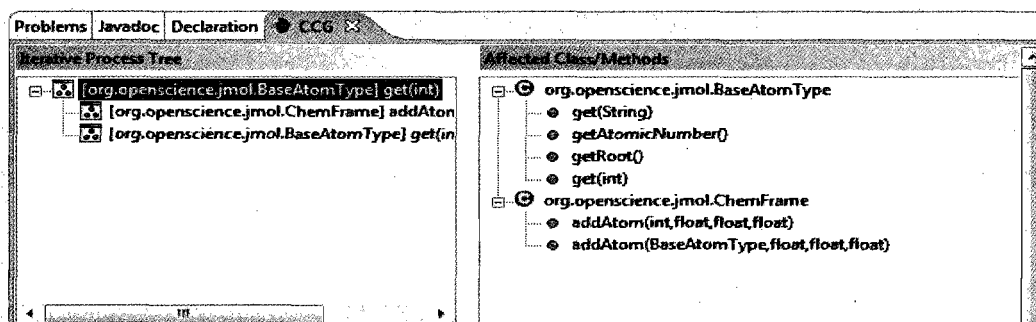 Problems Javadoc Declaration CCG
Iterative Process Tree
[org.openscience.jmol.BaseAtomType] get(int)
[org.openscience.jmol.ChemFrame] addAton
[org.openscience.jmol.BaseAtomType] get(in
Affected Class/Methods
org.openscience.jmol.BaseAtomType
get(String)
getAtomicNumber()
getRoot()
get(int)
org.openscience.jmol.ChemFrame
addAtom(int,float,float,float)
addAtom(BaseAtomType,float,float,float)